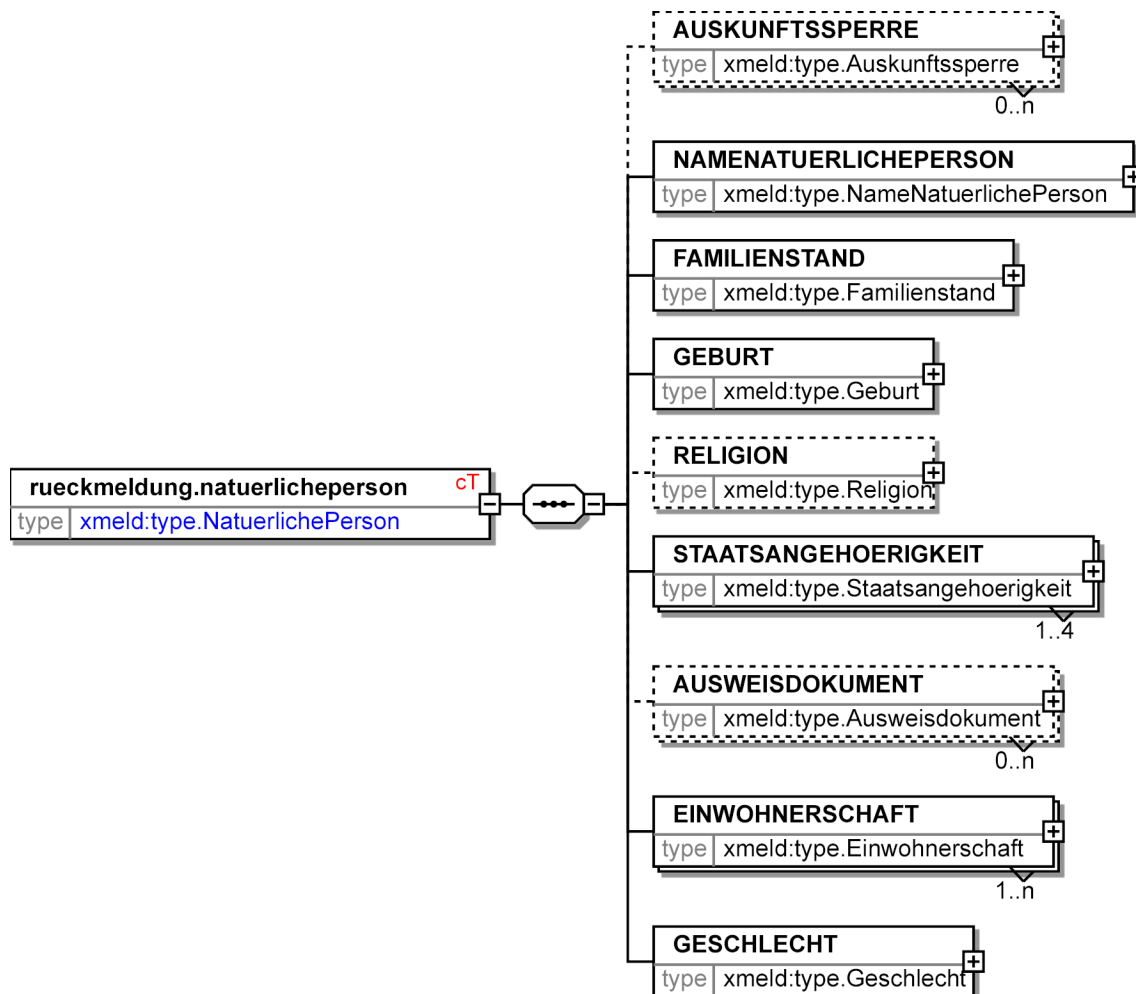 AUSKUNFTSSPERRE
type xmeld:type.Auskunftssperre
0..n
NAMENATUERLICHEPERSON
type xmeld:type.NameNatuerlichePerson
FAMILIENSTAND
type xmeld:type.Familienstand
GEBURT
type xmeld:type.Geburt
RELIGION
type xmeld:type.Religion
rueckmeldung.natuerlicheperson cT
type xmeld:type.NatuerlichePerson
STAATSANGEHOERIGKEIT
type xmeld:type.Staatsangehoerigkeit
1..4
AUSWEISDOKUMENT
type xmeld:type.Ausweisdokument
0..n
EINWOHNERSCHAFT
type xmeld:type.Einwohnerschaft
1..n
GESCHLECHT
type xmeld:type.Geschlecht